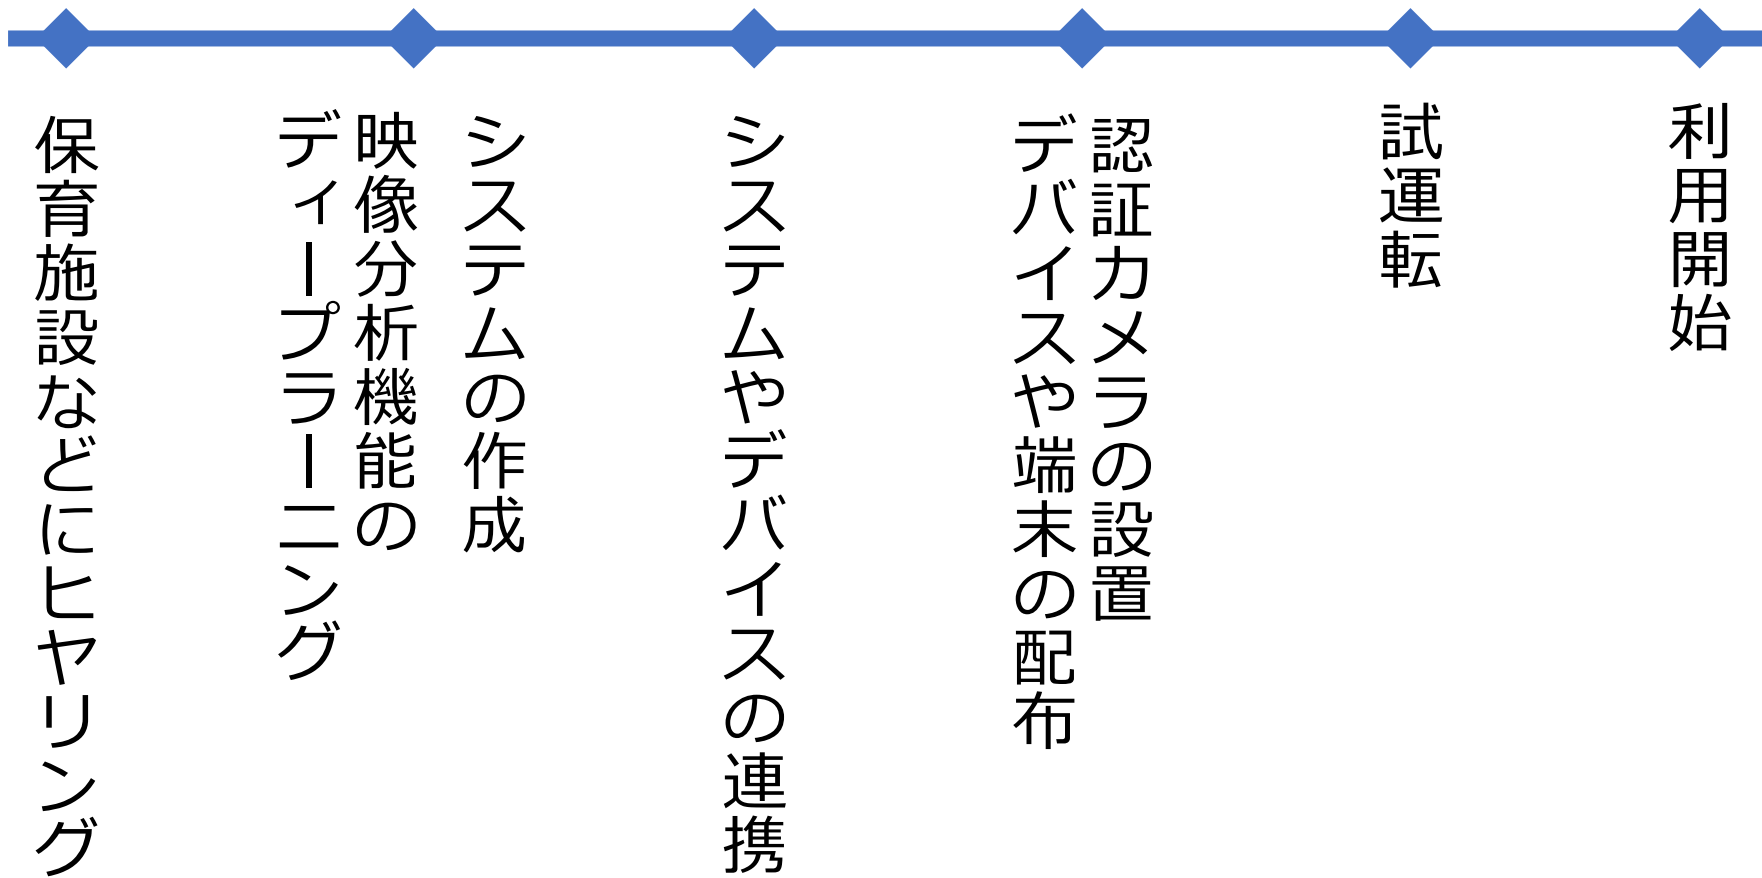 保育施設などにヒヤリング
システムの作成
映像分析機能の
ディープラーニング
システムやデバイスの連携
認証カメラの設置
デバイスや端末の配布
試運転
利用開始